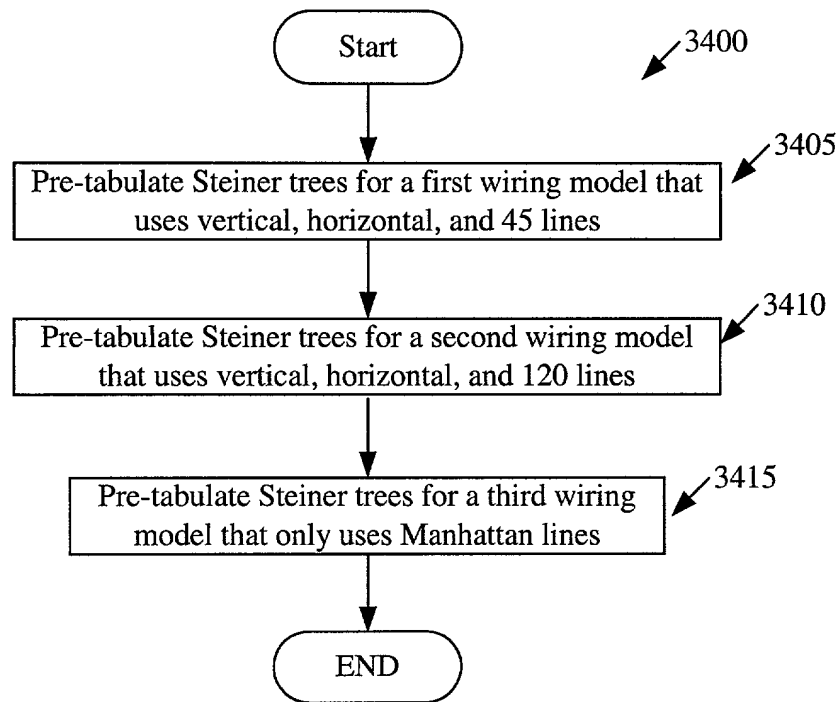 Start
3400
3405
Pre-tabulate Steiner trees for a first wiring model that
uses vertical, horizontal, and 45 lines
3410
Pre-tabulate Steiner trees for a second wiring model
that uses vertical, horizontal, and 120 lines
3415
Pre-tabulate Steiner trees for a third wiring
model that only uses Manhattan lines
END